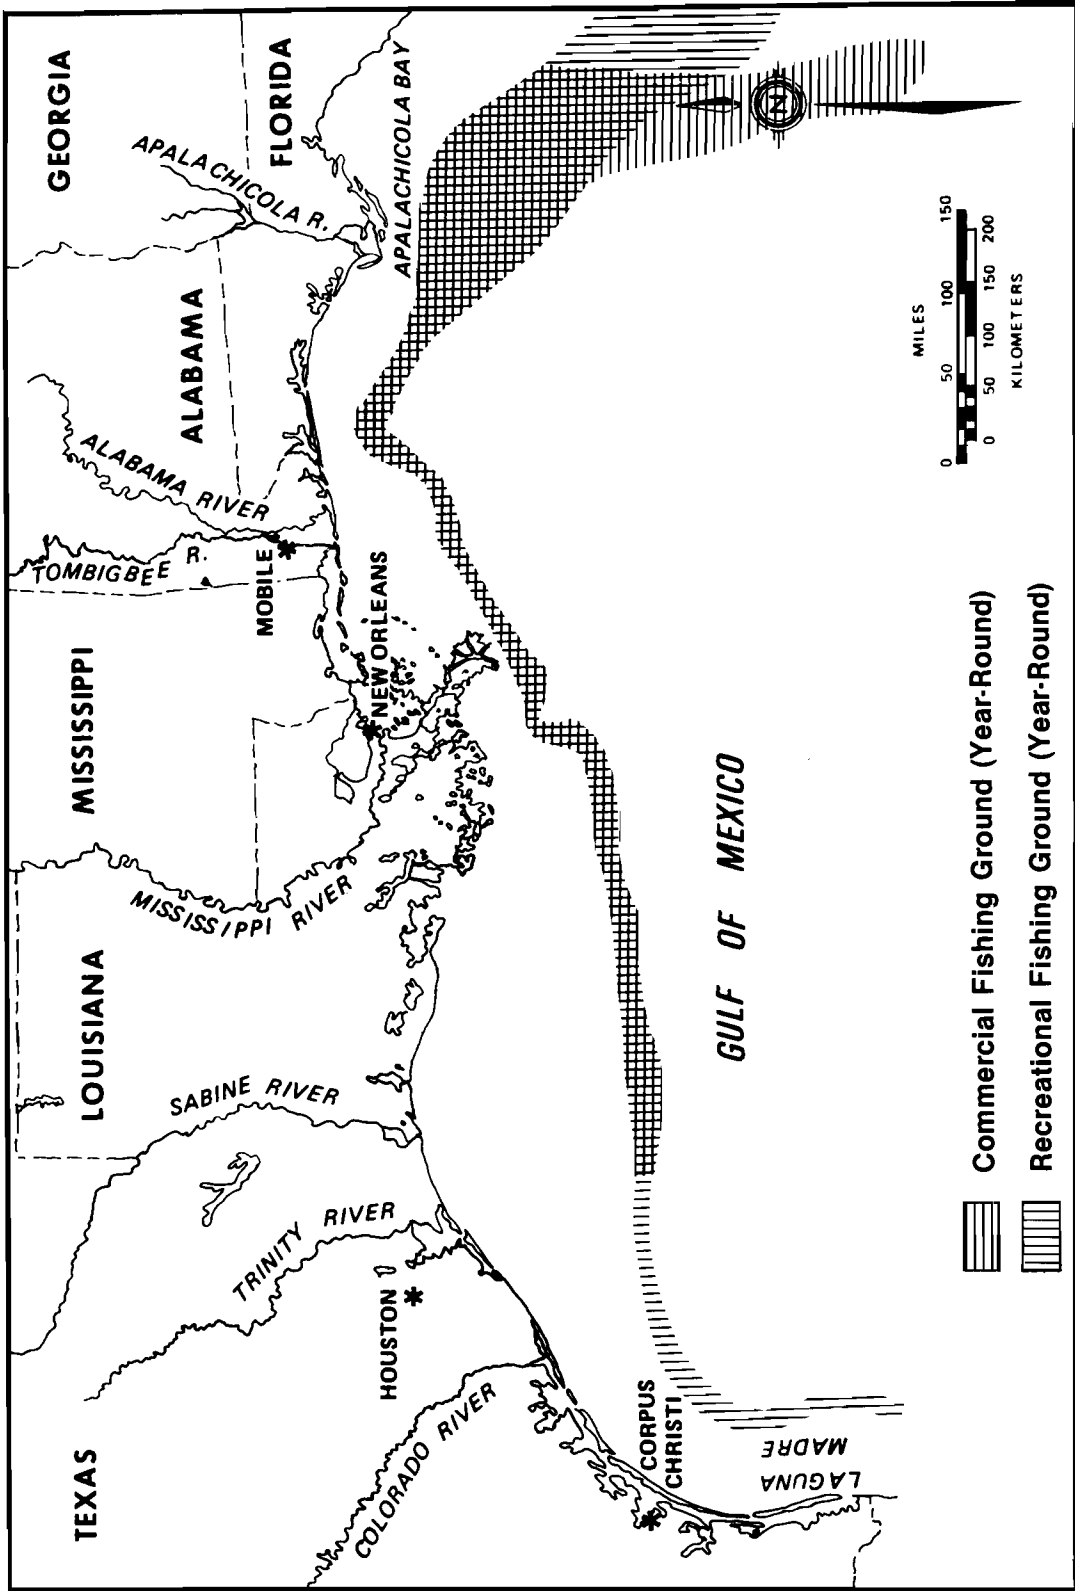 GEORGIA
FLORIDA
APALACHICOLA R.
APALACHICOLA BAY
ALABAMA
ALABAMA RIVER
TOMBIGBEE R.
MOBILE
MISSISSIPPI
NEW ORLEANS
MISSISSIPPI RIVER
LOUISIANA
SABINE RIVER
TRINITY RIVER
HOUSTON
TEXAS
COLORADO RIVER
CORPUS
CHRISTI
LAGUNA
MADRE
GULF OF MEXICO
N
MILES
0 50 100 150
0 50 100 150 200
KILOMETERS
Commercial Fishing Ground (Year-Round)
Recreational Fishing Ground (Year-Round)